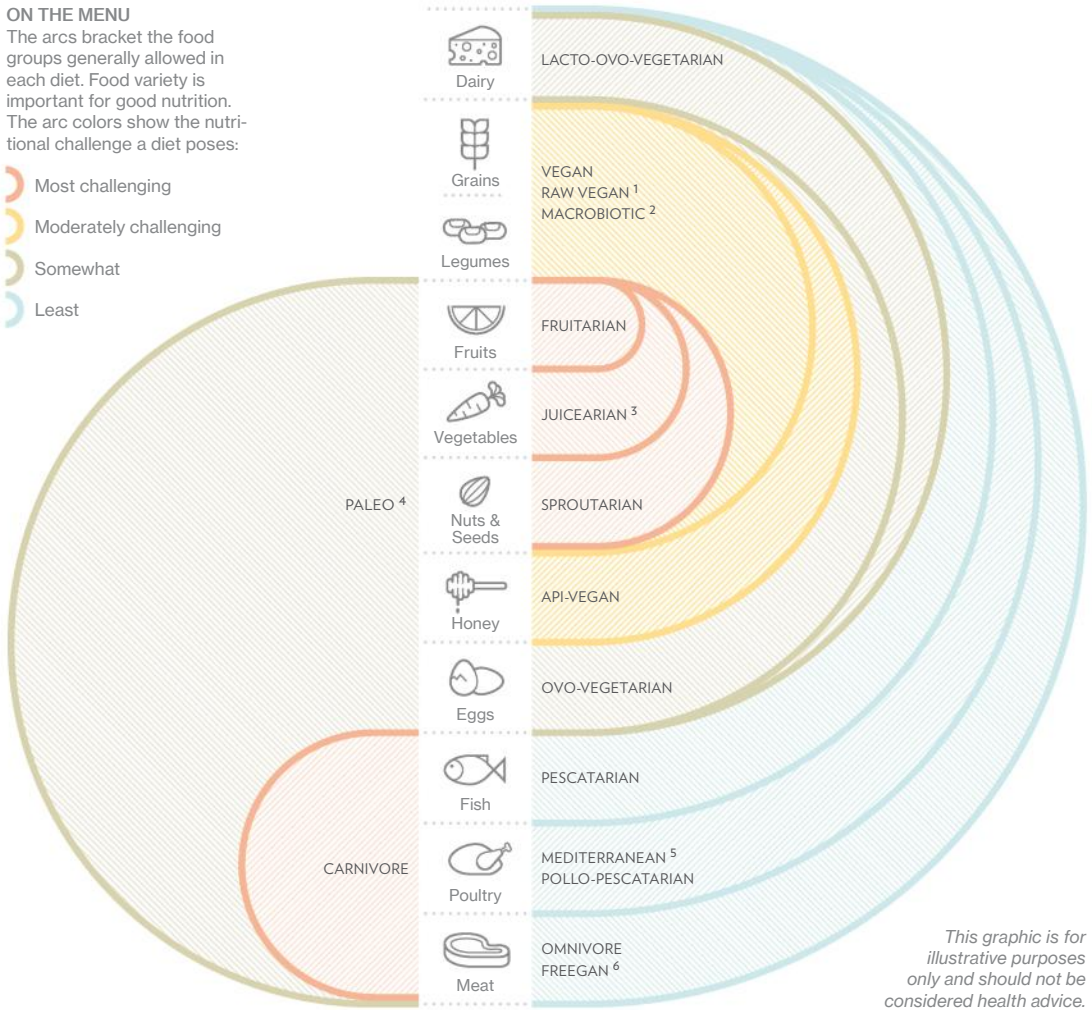 ON THE MENU
The arcs bracket the food
groups generally allowed in
each diet. Food variety is
important for good nutrition.
The arc colors show the nutri-
tional challenge a diet poses:
Most challenging
Moderately challenging
Somewhat
Least
Dairy
Grains
Legumes
Fruits
Vegetables
Nuts &
Seeds
Honey
Eggs
Fish
Poultry
Meat
PALEO 4
CARNIVORE
LACTO-OVO-VEGETARIAN
VEGAN
RAW VEGAN 1
MACROBIOTIC 2
FRUITARIAN
JUICEARIAN 3
SPROUTARIAN
API-VEGAN
OVO-VEGETARIAN
PESCATARIAN
MEDITERRANEAN 5
POLLO-PESCATARIAN
OMNIVORE
FREEGAN 6
This graphic is for
illustrative purposes
only and should not be
considered health advice.